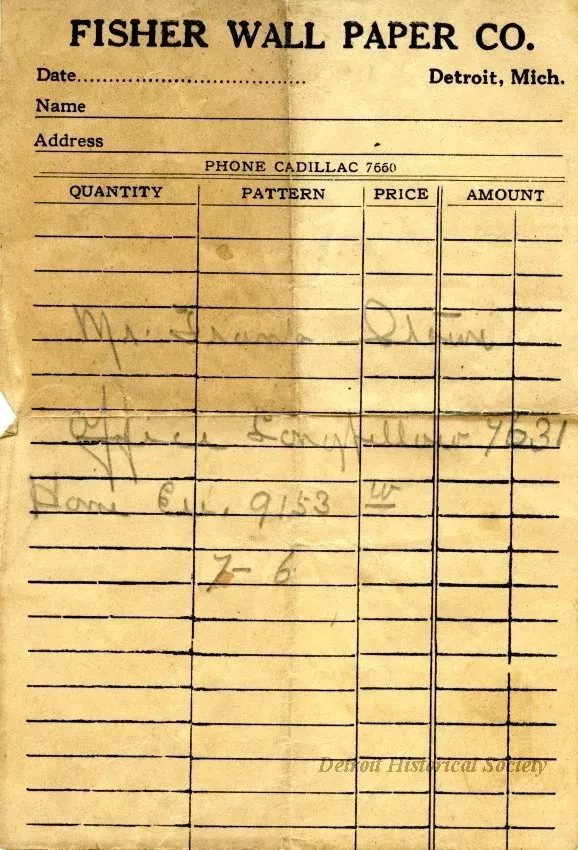 FISHER WALL PAPER CO.
Date.................................... Detroit, Mich.
Name
Address
PHONE CADILLAC 7660
QUANTITY PATTERN PRICE AMOUNT
Mr. Frank
Office Longfellow 7531
Home 9153 W
7-6
Detroit Historical Society